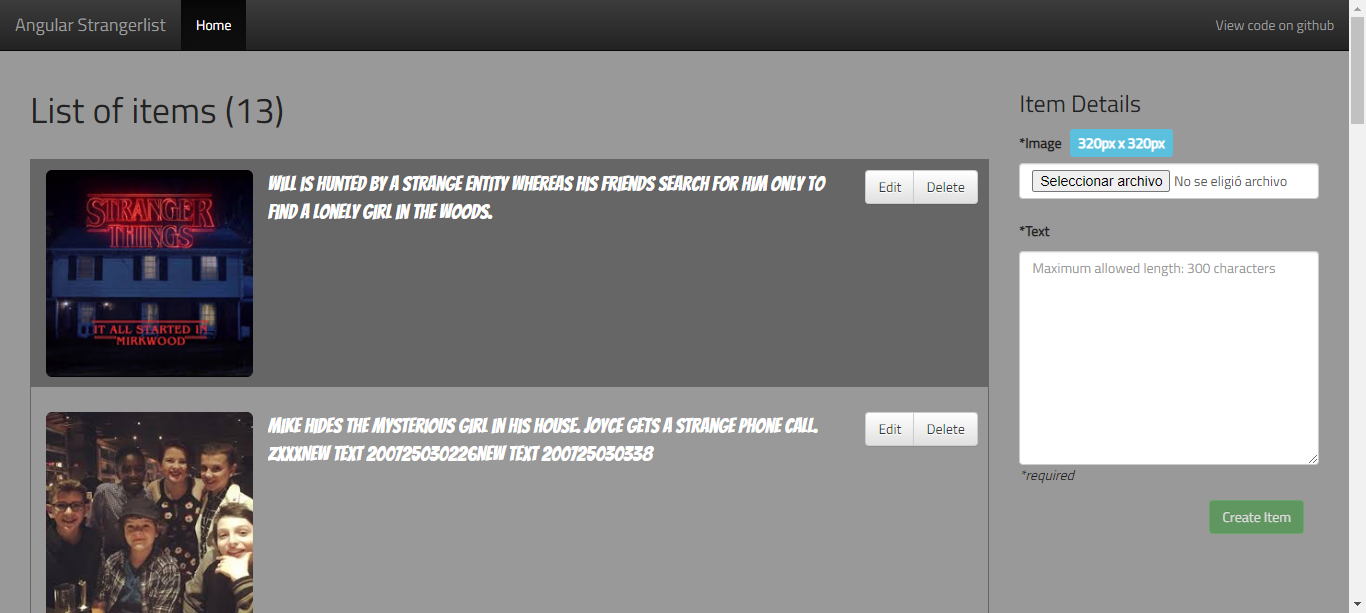 Angular Strangerlist Home View code on github
List of items (13)
STRANGER
THINGS
IT ALL STARTED IN
MIRKWOOD
WILL IS HUNTED BY A STRANGE ENTITY WHEREAS HIS FRIENDS SEARCH FOR HIM ONLY TO
FIND A LONELY GIRL IN THE WOODS.
Edit Delete
MIKE HIDES THE MYSTERIOUS GIRL IN HIS HOUSE. JOYCE GETS A STRANGE PHONE CALL.
ZXXXNEW TEXT 200725030226NEW TEXT 200725030338
Edit Delete
Item Details
*Image 320px x 320px
Seleccionar archivo No se eligió archivo
*Text
Maximum allowed length: 300 characters
*required
Create Item